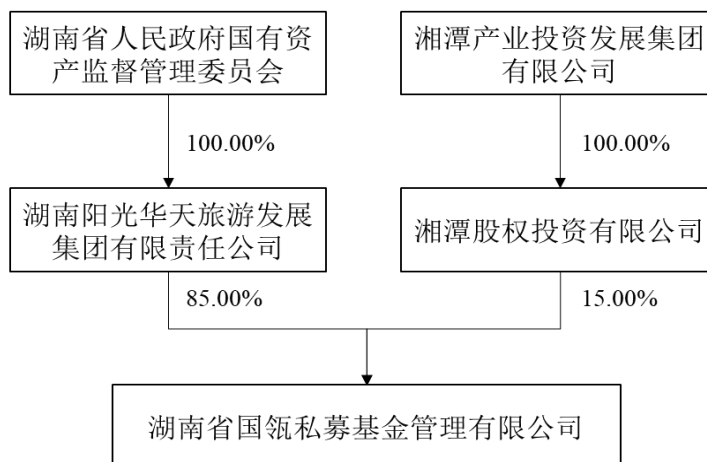 湖南省人民政府国有资
产监督管理委员会
湘潭产业投资发展集团
有限公司
100.00%
100.00%
湖南阳光华天旅游发展
集团有限责任公司
湘潭股权投资有限公司
85.00%
15.00%
湖南省国瓴私募基金管理有限公司